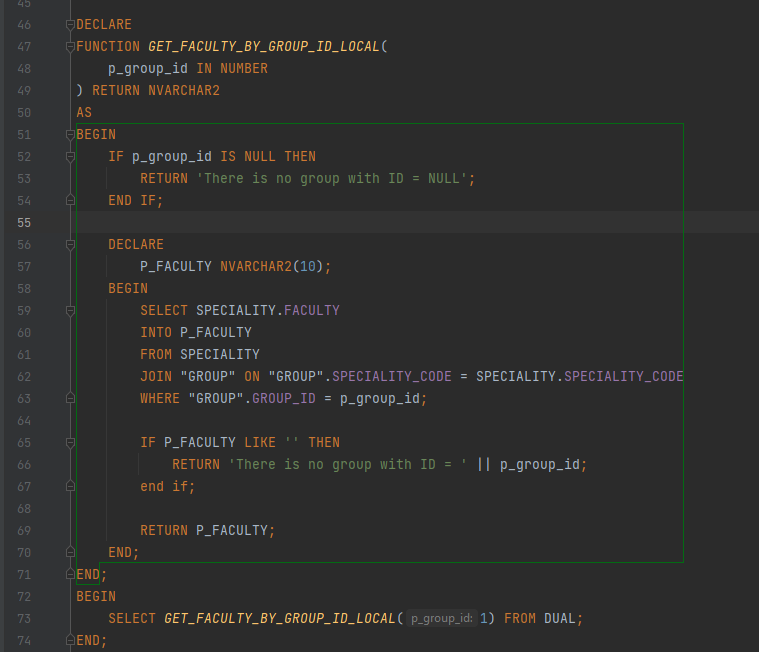 45
46 DECLARE
47 FUNCTION GET_FACULTY_BY_GROUP_ID_LOCAL(
48     p_group_id IN NUMBER
49 ) RETURN NVARCHAR2
50 AS
51 BEGIN
52     IF p_group_id IS NULL THEN
53         RETURN 'There is no group with ID = NULL';
54     END IF;
55
56     DECLARE
57         P_FACULTY NVARCHAR2(10);
58     BEGIN
59         SELECT SPECIALITY.FACULTY
60         INTO P_FACULTY
61         FROM SPECIALITY
62         JOIN "GROUP" ON "GROUP".SPECIALITY_CODE = SPECIALITY.SPECIALITY_CODE
63         WHERE "GROUP".GROUP_ID = p_group_id;
64
65         IF P_FACULTY LIKE '' THEN
66             RETURN 'There is no group with ID = ' || p_group_id;
67         end if;
68
69         RETURN P_FACULTY;
70     END;
71 END;
72 BEGIN
73     SELECT GET_FACULTY_BY_GROUP_ID_LOCAL( p_group_id: 1) FROM DUAL;
74 END;